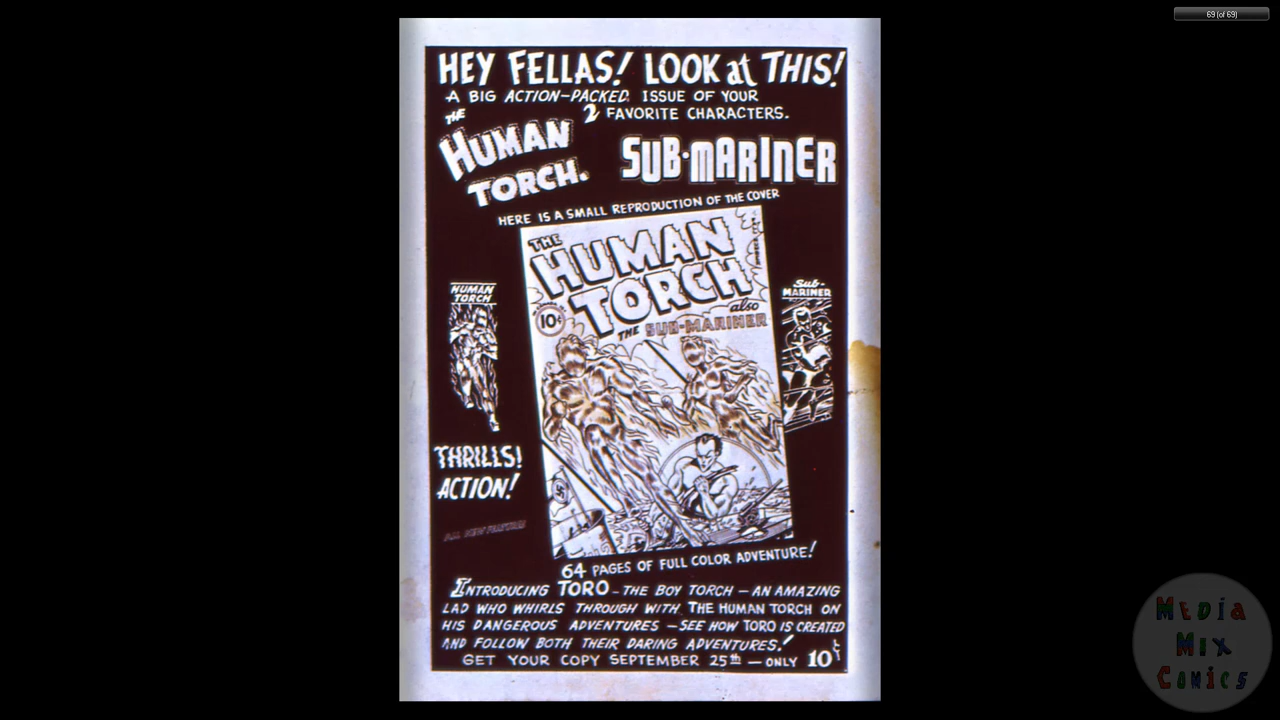 69 (of 69)
HEY FELLAS! LOOK at THIS!
A BIG ACTION-PACKED ISSUE OF YOUR
2 FAVORITE CHARACTERS.
THE
HUMAN
TORCH.
SUB-MARINER
HERE IS A SMALL REPRODUCTION OF THE COVER
THE
HUMAN
TORCH
10¢
also
THE SUB-MARINER
HUMAN
TORCH
Sub-
MARINER
THRILLS!
ACTION!
ALL NEW
64 PAGES OF FULL COLOR ADVENTURE!
INTRODUCING TORO - THE BOY TORCH - AN AMAZING
LAD WHO WHIRLS THROUGH WITH THE HUMAN TORCH ON
HIS DANGEROUS ADVENTURES - SEE HOW TORO IS CREATED
AND FOLLOW BOTH THEIR DARING ADVENTURES!
GET YOUR COPY SEPTEMBER 25th - ONLY 10¢
MEDiA
Mix
Comics